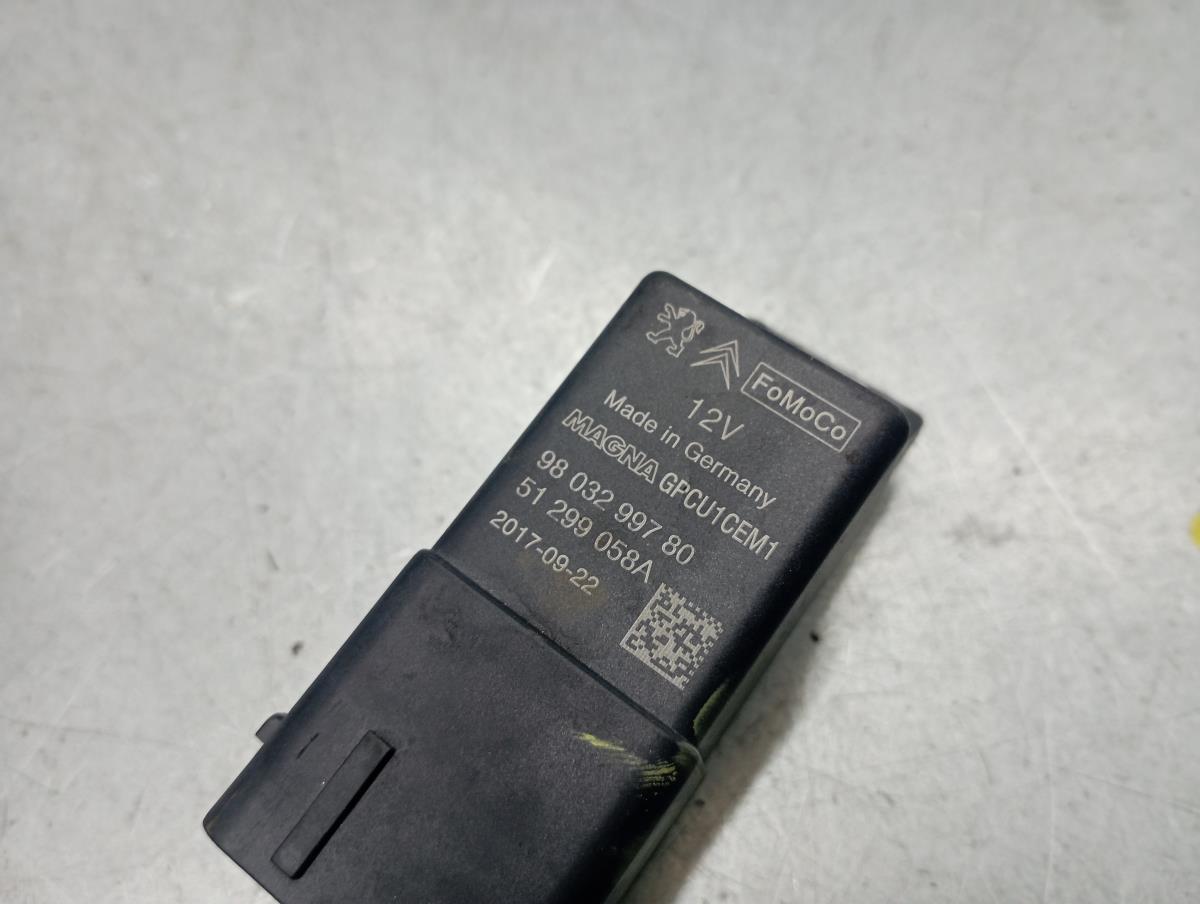 FoMoCo
12V
Made in Germany
MAGNA GPCU1CEM1
98 032 997 80
51 299 058A
2017-09-22